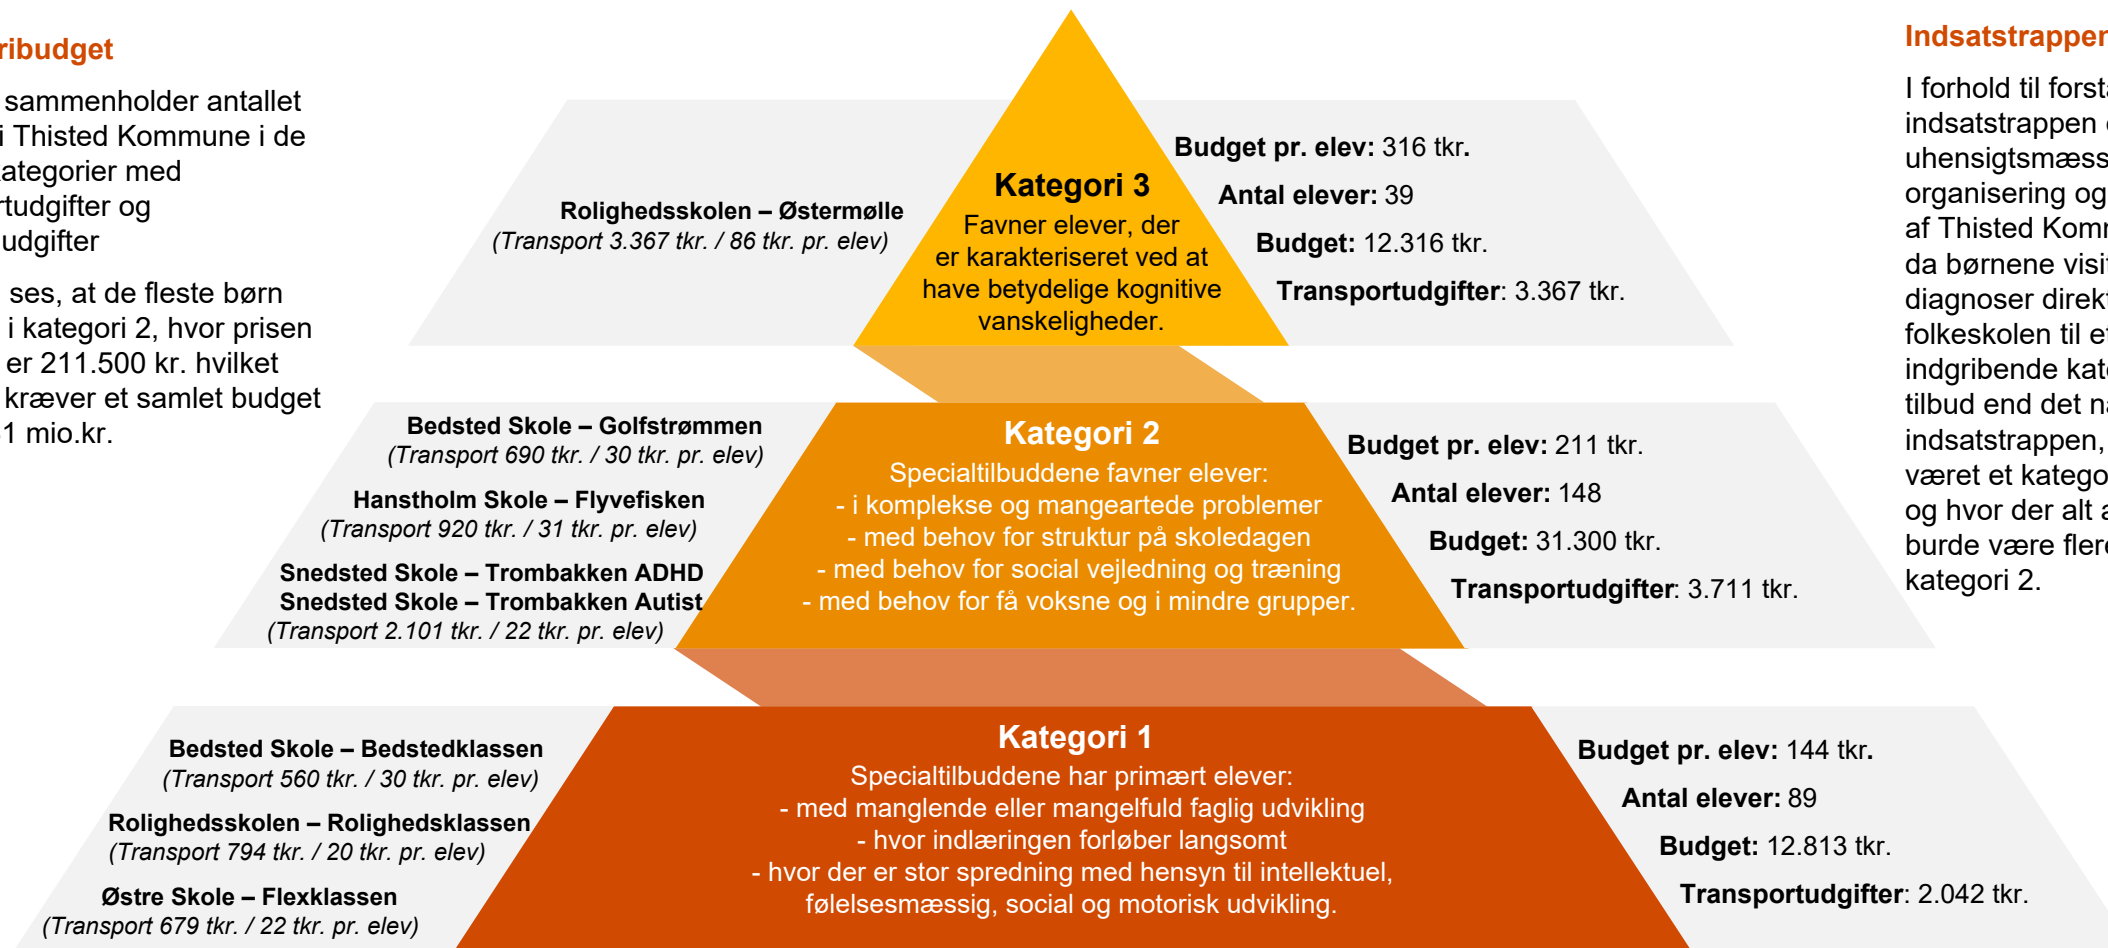 ribudget
sammenholder antallet
i Thisted Kommune i de
kategorier med
rtudgifter og
udgifter
ses, at de fleste børn
i kategori 2, hvor prisen
er 211.500 kr. hvilket
kræver et samlet budget
1 mio.kr.
Rolighedsskolen – Østermølle
(Transport 3.367 tkr. / 86 tkr. pr. elev)
Kategori 3
Favner elever, der
er karakteriseret ved at
have betydelige kognitive
vanskeligheder.
Budget pr. elev: 316 tkr.
Antal elever: 39
Budget: 12.316 tkr.
Transportudgifter: 3.367 tkr.
Bedsted Skole – Golfstrømmen
(Transport 690 tkr. / 30 tkr. pr. elev)
Hanstholm Skole – Flyvefisken
(Transport 920 tkr. / 31 tkr. pr. elev)
Snedsted Skole – Trombakken ADHD
Snedsted Skole – Trombakken Autist
(Transport 2.101 tkr. / 22 tkr. pr. elev)
Kategori 2
Specialtilbuddene favner elever:
- i komplekse og mangeartede problemer
- med behov for struktur på skoledagen
- med behov for social vejledning og træning
- med behov for få voksne og i mindre grupper.
Budget pr. elev: 211 tkr.
Antal elever: 148
Budget: 31.300 tkr.
Transportudgifter: 3.711 tkr.
Bedsted Skole – Bedstedklassen
(Transport 560 tkr. / 30 tkr. pr. elev)
Rolighedsskolen – Rolighedsklassen
(Transport 794 tkr. / 20 tkr. pr. elev)
Østre Skole – Flexklassen
(Transport 679 tkr. / 22 tkr. pr. elev)
Kategori 1
Specialtilbuddene har primært elever:
- med manglende eller mangelfuld faglig udvikling
- hvor indlæringen forløber langsomt
- hvor der er stor spredning med hensyn til intellektuel,
følelsesmæssig, social og motorisk udvikling.
Budget pr. elev: 144 tkr.
Antal elever: 89
Budget: 12.813 tkr.
Transportudgifter: 2.042 tkr.
Indsatstrappen
I forhold til forst
indsatstrappen
uhensigtsmæss
organisering og
af Thisted Kom
da børnene visi
diagnoser direkt
folkeskolen til et
indgribende kat
tilbud end det n
indsatstrappen,
været et katego
og hvor der alt a
burde være flere
kategori 2.